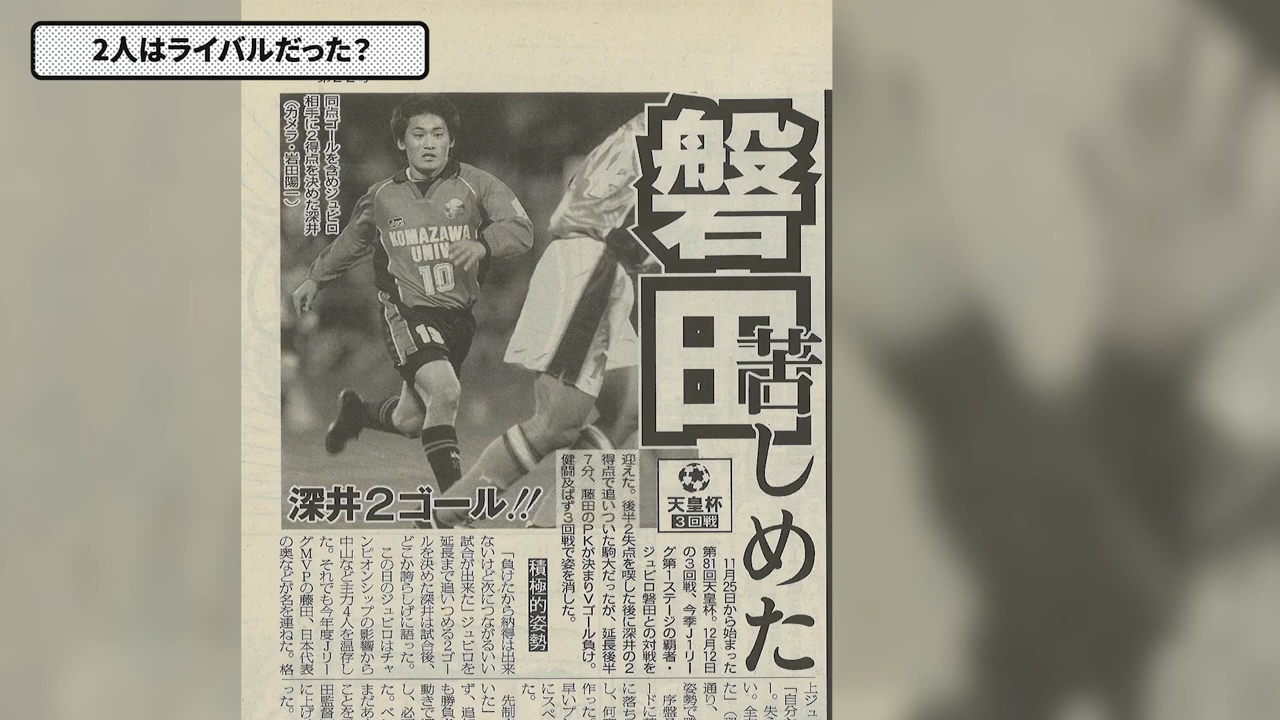 2人はライバルだった?
磐田
苦しめた
同点ゴールを含めジュビロ
相手に2得点を決めた深井
(カメラ・岩田陽一)
KOMAZAWA
UNIV.
10
10
深井2ゴール!!
天皇杯
3回戦
11月25日から始まった
第81回天皇杯。12月12日
の3回戦、今季J1リー
グ第1ステージの覇者・
ジュビロ磐田との対戦を
迎えた。後半2失点を喫した後に深井の2
得点で追いついた駒大だったが、延長後半
7分、藤田のPKが決まりVゴール負け。
健闘及ばず3回戦で姿を消した。
積極的姿勢
「負けたから納得は出来
ないけど次につながるいい
試合が出来た」ジュビロを
延長まで追いつめる2ゴー
ルを決めた深井は試合後、
どこか誇らしげに語った。
この日のジュビロはチャ
ンピオンシップの影響から
中山など主力4人を温存し
た。それでも今年度Jリー
グMVPの藤田、日本代表
の奥などが名を連ねた。格
上ジュ